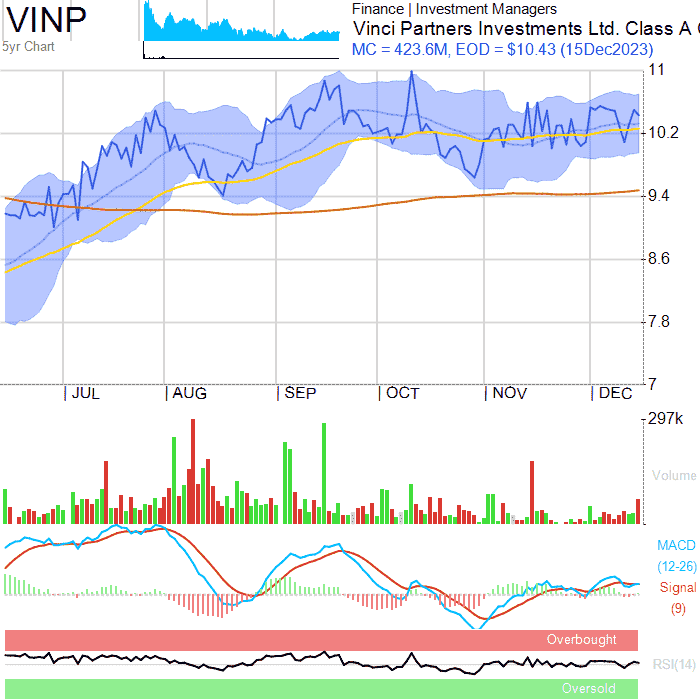 VINP
5yr Chart
Finance | Investment Managers
Vinci Partners Investments Ltd. Class A
MC = 423.6M, EOD = $10.43 (15Dec2023)
11
10.2
9.4
8.6
7.8
7
JUL AUG SEP OCT NOV DEC
297k
Volume
MACD
(12-26)
Signal
(9)
Overbought
RSI(14)
Oversold